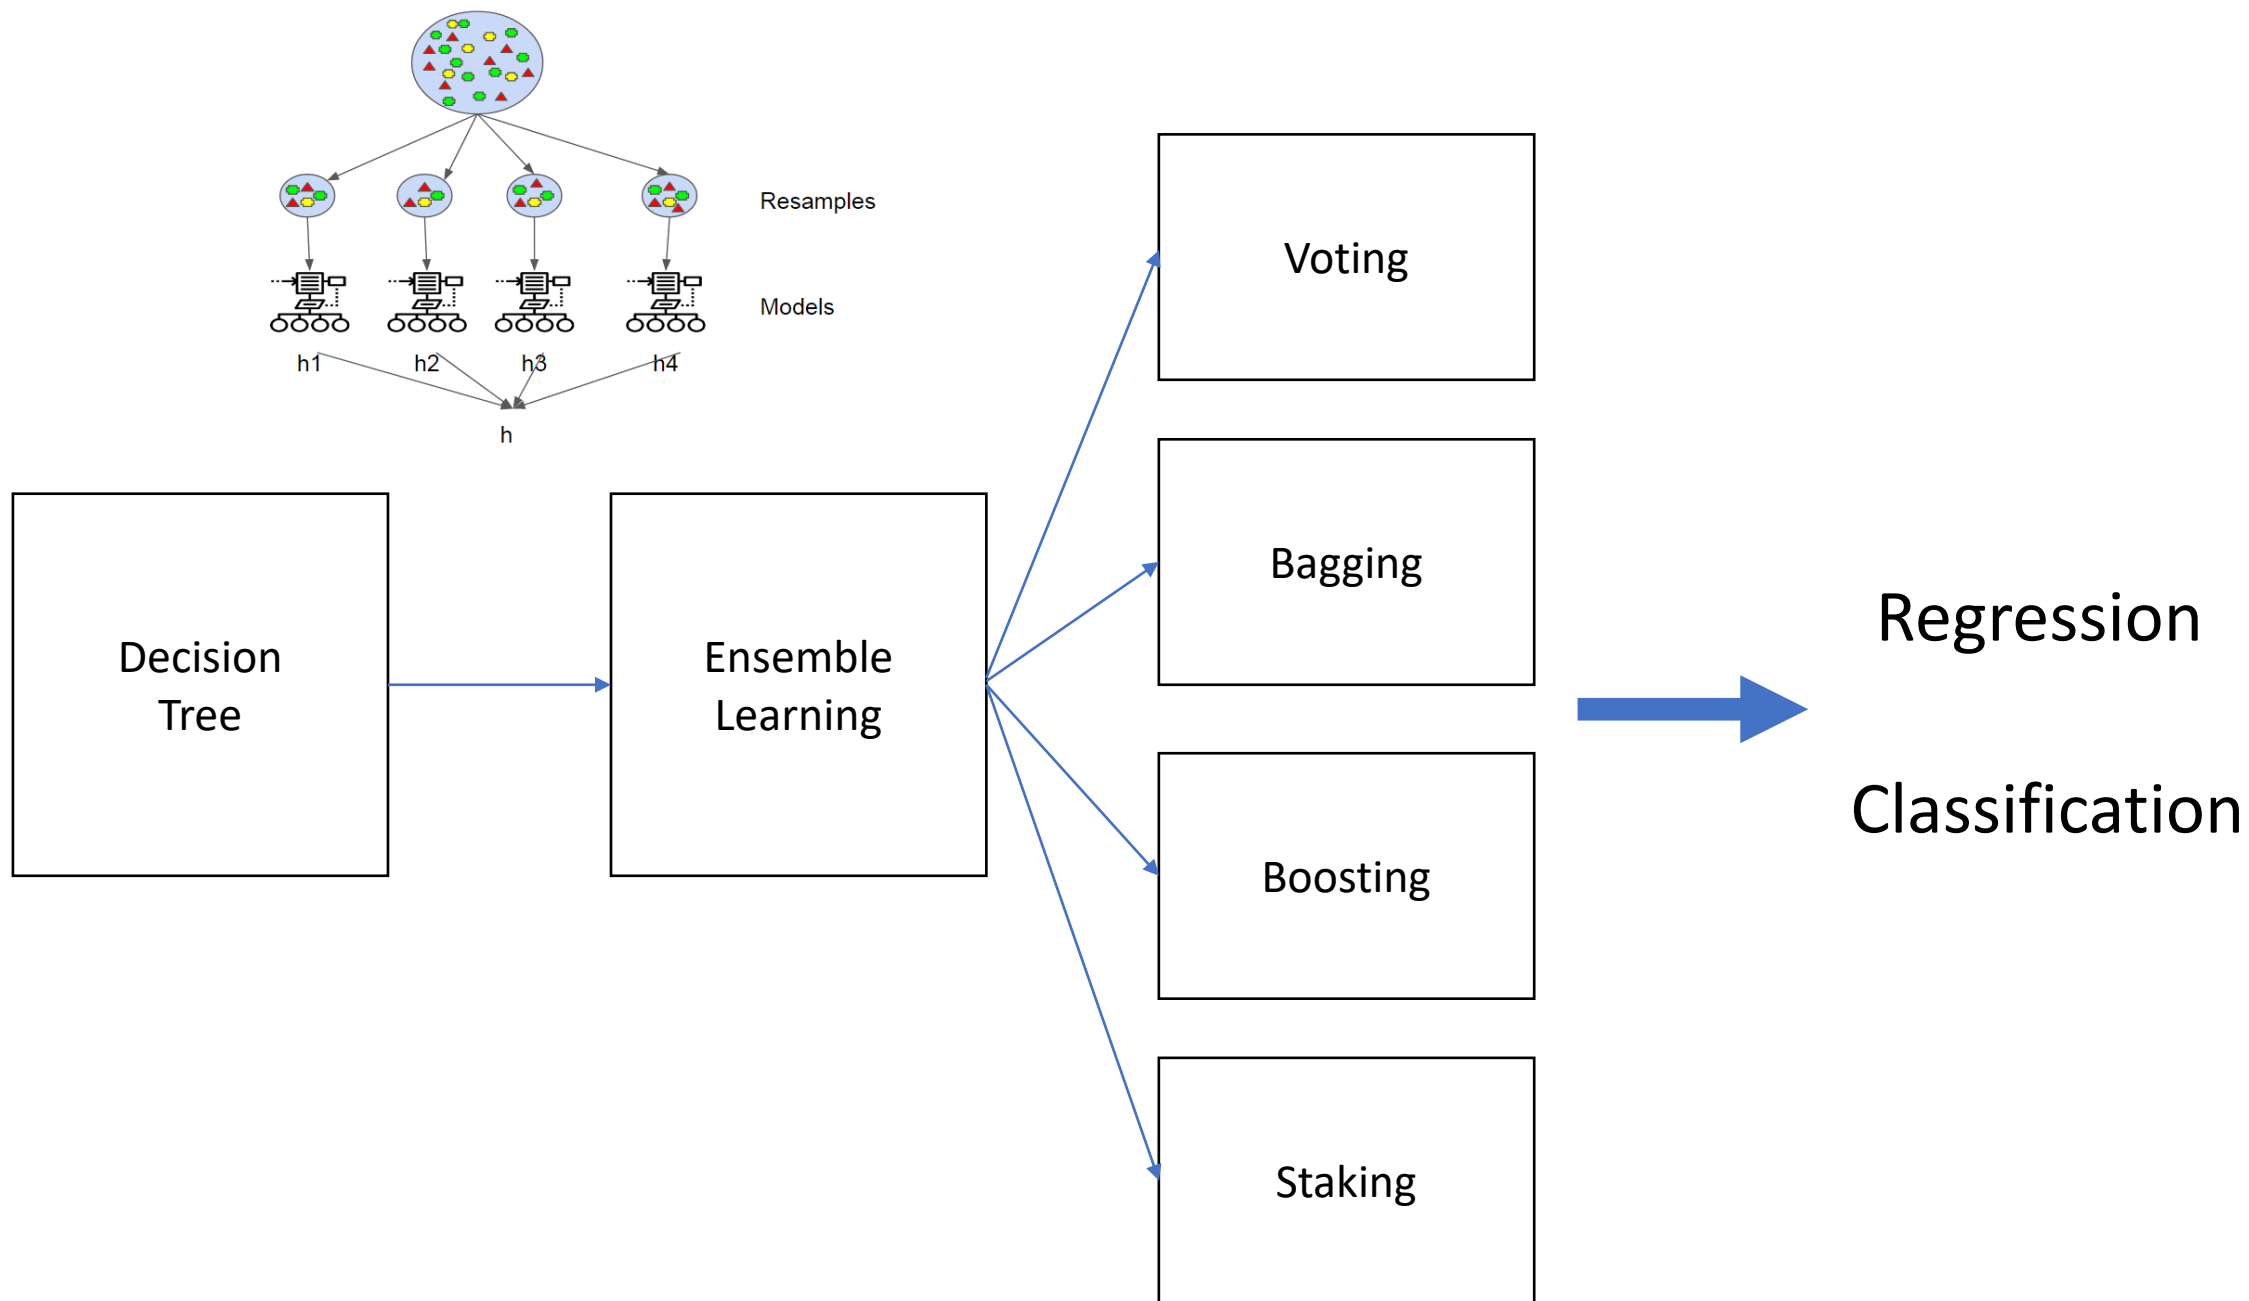 Resamples
Models
h1
h2
h3
h4
h
Decision
Tree
Ensemble
Learning
Voting
Bagging
Boosting
Staking
Regression
Classification